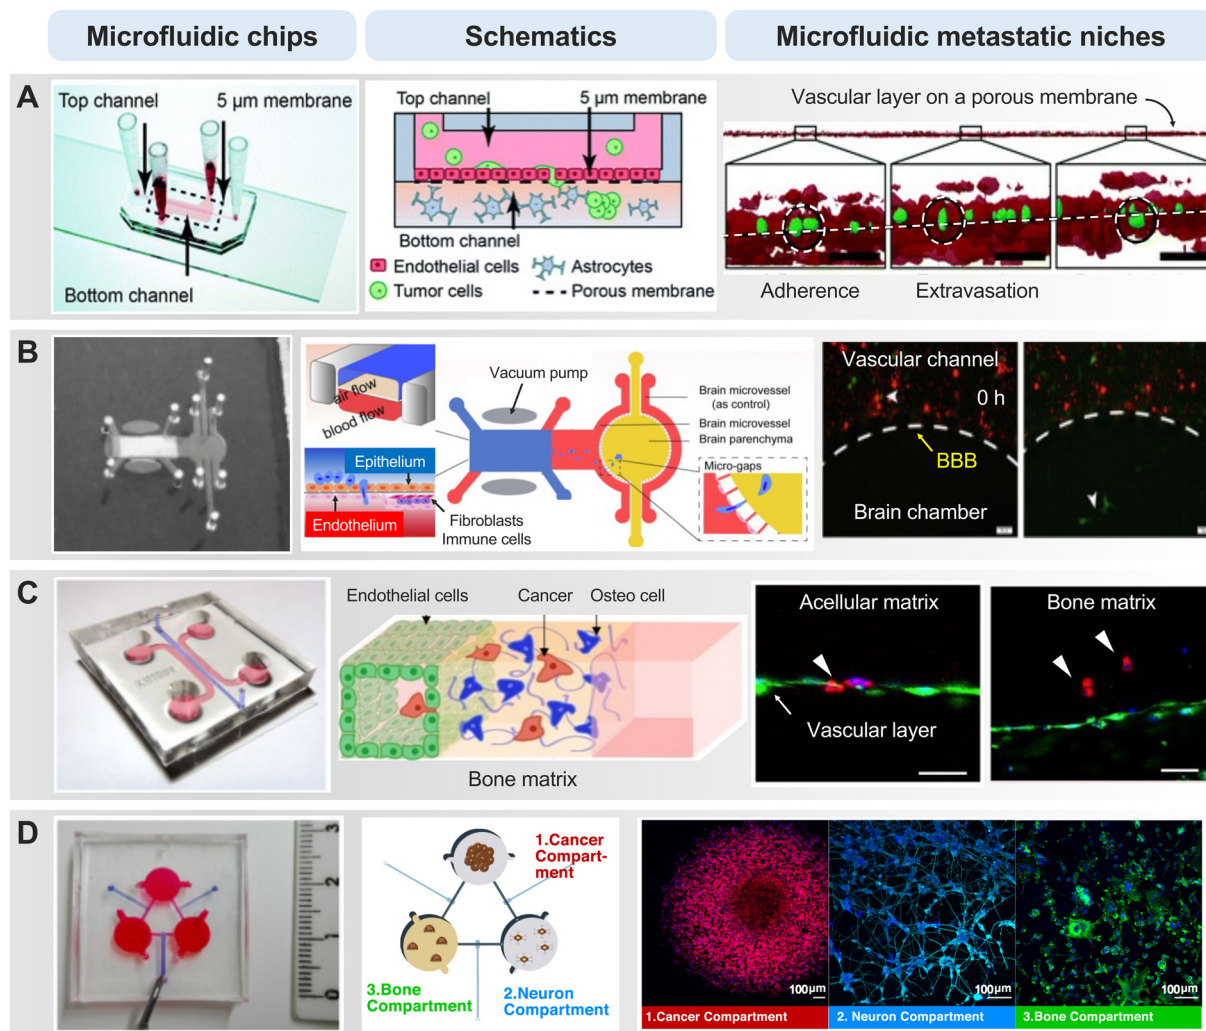 Microfluidic chips
Schematics
Microfluidic metastatic niches
A
Top channel
5 µm membrane
Bottom channel
Top channel
5 µm membrane
Bottom channel
Endothelial cells
Astrocytes
Tumor cells
Porous membrane
Vascular layer on a porous membrane
Adherence
Extravasation
B
air flow
blood flow
Vacuum pump
Epithelium
Endothelium
Fibroblasts
Immune cells
Brain microvessel
(as control)
Brain microvessel
Brain parenchyma
Micro-gaps
Vascular channel
0 h
BBB
Brain chamber
C
Endothelial cells
Cancer
Osteo cell
Bone matrix
Acellular matrix
Vascular layer
Bone matrix
D
3
2
1
0
1.Cancer
Compart-
ment
3.Bone
Compartment
2.Neuron
Compartment
100µm
100µm
100µm
1.Cancer Compartment
2. Neuron Compartment
3.Bone Compartment